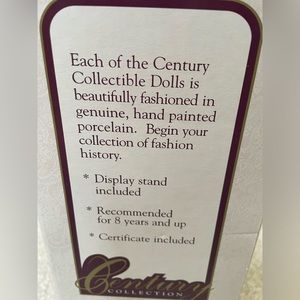 Each of the Century
Collectible Dolls is
beautifully fashioned in
genuine, hand painted
porcelain. Begin your
collection of fashion
history.
* Display stand
included
* Recommended
for 8 years and up
* Certificate included
Century
COLLECTION